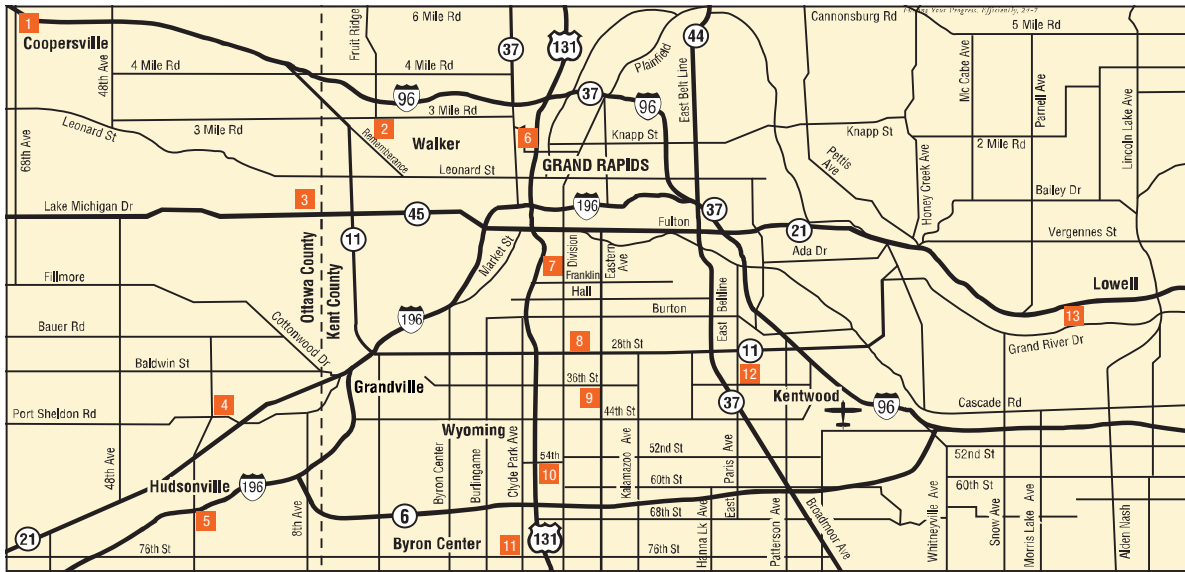 Facing Your Progress, Efficiently, 24-7
1
Coopersville
6 Mile Rd
Fruit Ridge
37
131
44
Cannonsburg Rd
5 Mile Rd
Plainfield
East Belt Line
48th Ave
4 Mile Rd
4 Mile Rd
96
37
96
Mc Cabe Ave
Parnell Ave
Lincoln Lake Ave
Leonard St
3 Mile Rd
3 Mile Rd
2
Rememberance
Walker
6
Knapp St
Knapp St
2 Mile Rd
68th Ave
GRAND RAPIDS
Leonard St
Pettis Ave
Honey Creek Ave
Bailey Dr
3
Lake Michigan Dr
45
196
37
Fulton
21
Vergennes St
11
Ada Dr
Market St
Division
Eastern Ave
7
Franklin
Fillmore
Ottawa County
Kent County
Hall
Lowell
196
Burton
East Beltline
13
Bauer Rd
Cottonwood Dr
8
28th St
11
Grand River Dr
Baldwin St
12
Grandville
36th St
9
Kentwood
4
37
96
Port Sheldon Rd
44th St
Cascade Rd
Wyoming
48th Ave
Byron Center
Burlingame
Clyde Park Ave
54th
10
Kalamazoo Ave
52nd St
East Paris Ave
52nd St
Hudsonville
196
8th Ave
60th St
60th St
5
6
68th St
Hanna Lk Ave
Patterson Ave
Broadmoor Ave
Whitneyville Ave
Snow Ave
Morris Lake Ave
Alden Nash
21
76th St
Byron Center
11
131
76th St